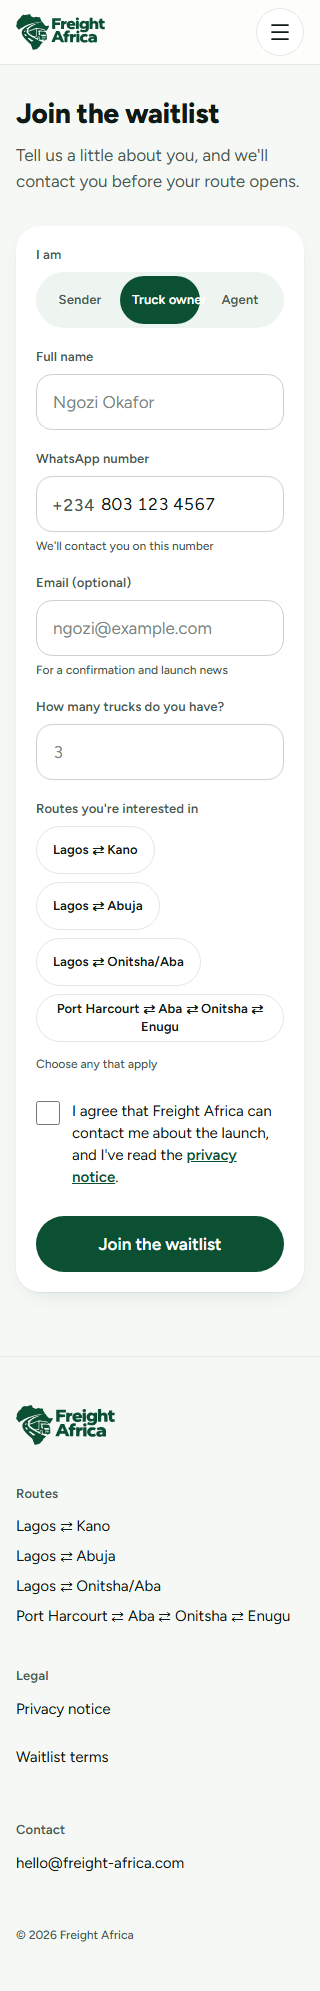 Freight
Africa
Join the waitlist
Tell us a little about you, and we'll
contact you before your route opens.
I am
Sender
Truck owner
Agent
Full name
Ngozi Okafor
WhatsApp number
+234 803 123 4567
We'll contact you on this number
Email (optional)
ngozi@example.com
For a confirmation and launch news
How many trucks do you have?
3
Routes you're interested in
Lagos ⇄ Kano
Lagos ⇄ Abuja
Lagos ⇄ Onitsha/Aba
Port Harcourt ⇄ Aba ⇄ Onitsha ⇄
Enugu
Choose any that apply
I agree that Freight Africa can
contact me about the launch,
and I've read the privacy
notice.
Join the waitlist
Freight
Africa
Routes
Lagos ⇄ Kano
Lagos ⇄ Abuja
Lagos ⇄ Onitsha/Aba
Port Harcourt ⇄ Aba ⇄ Onitsha ⇄ Enugu
Legal
Privacy notice
Waitlist terms
Contact
hello@freight-africa.com
© 2026 Freight Africa